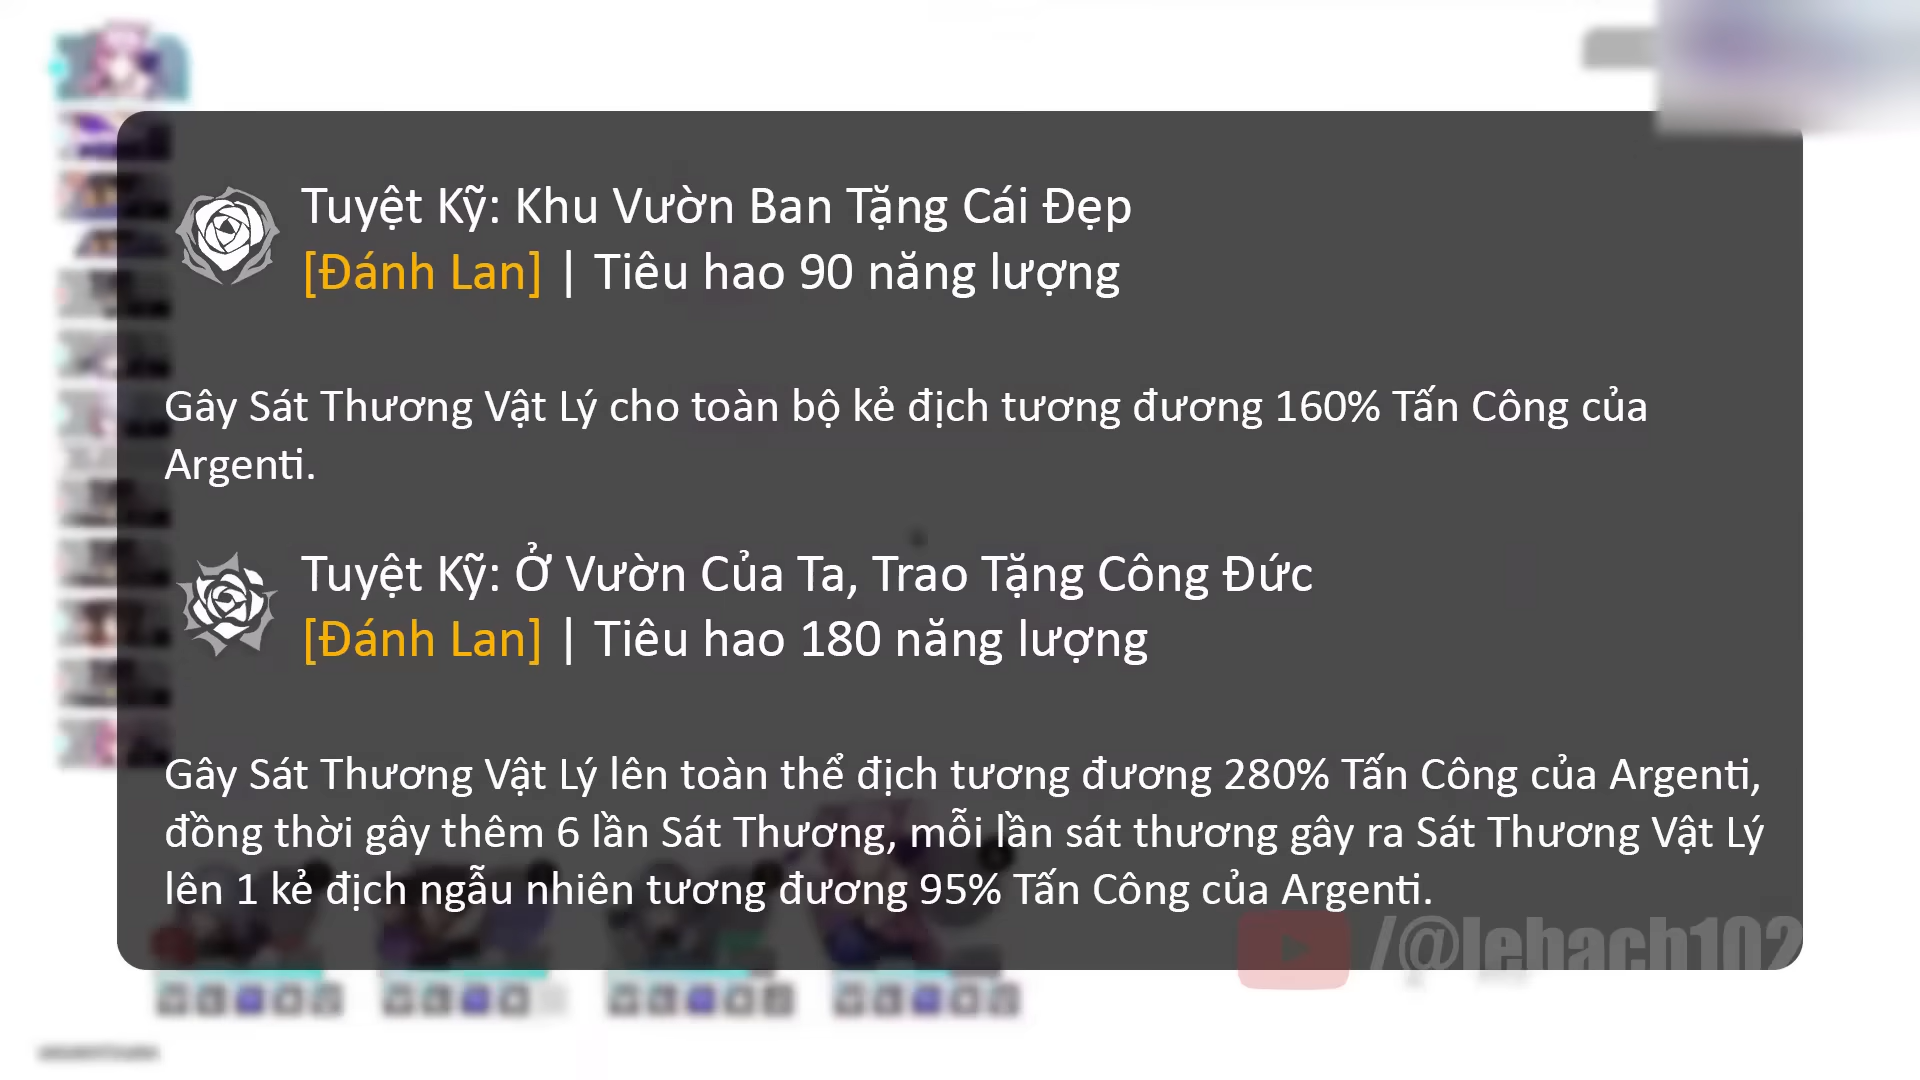 Tuyệt Kỹ: Khu Vườn Ban Tặng Cái Đẹp
[Đánh Lan] | Tiêu hao 90 năng lượng
Gây Sát Thương Vật Lý cho toàn bộ kẻ địch tương đương 160% Tấn Công của
Argenti.
Tuyệt Kỹ: Ở Vườn Của Ta, Trao Tặng Công Đức
[Đánh Lan] | Tiêu hao 180 năng lượng
Gây Sát Thương Vật Lý lên toàn thể địch tương đương 280% Tấn Công của Argenti,
đồng thời gây thêm 6 lần Sát Thương, mỗi lần sát thương gây ra Sát Thương Vật Lý
lên 1 kẻ địch ngẫu nhiên tương đương 95% Tấn Công của Argenti.
/@lebach102